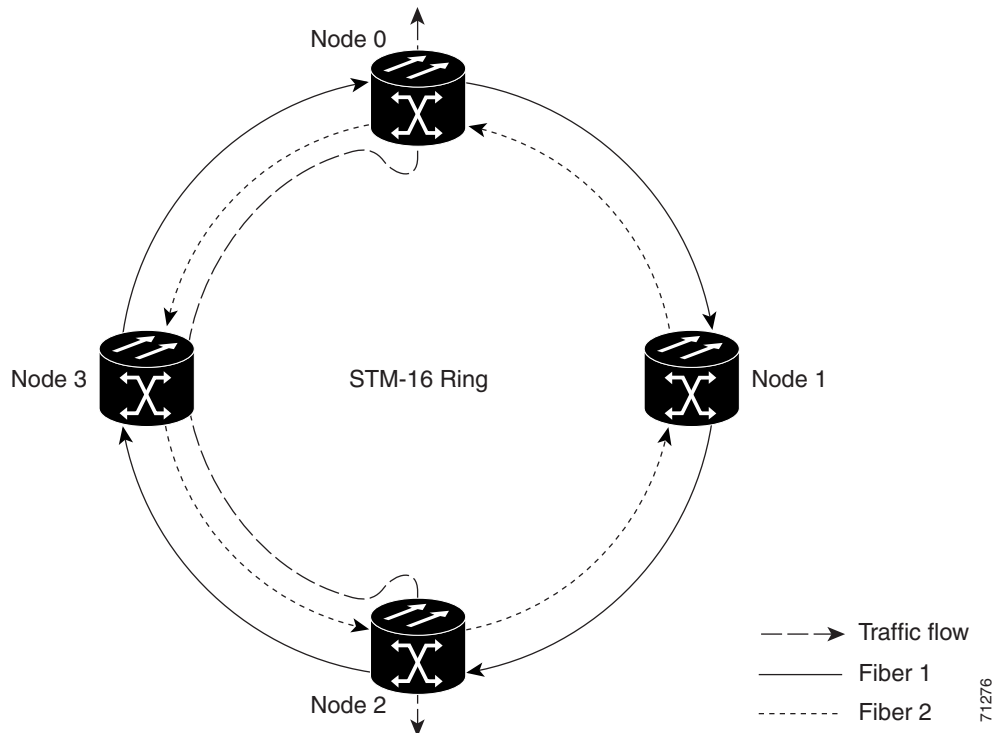 Node 0
Node 3
STM-16 Ring
Node 1
Node 2
Traffic flow
Fiber 1
Fiber 2
71276